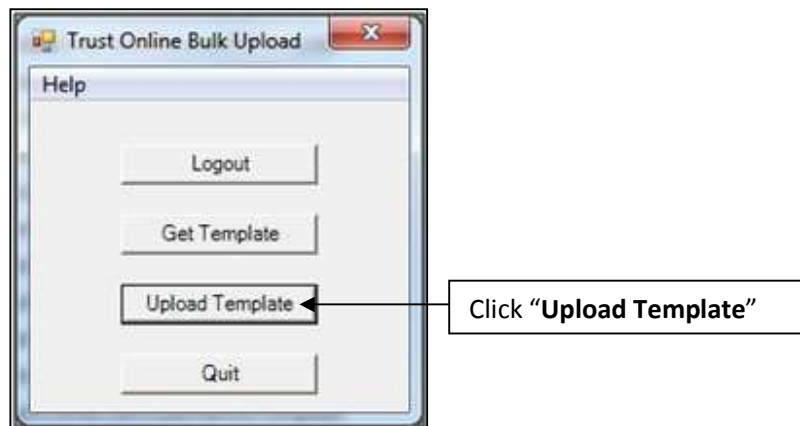 Trust Online Bulk Upload
Help
Logout
Get Template
Upload Template
Click “Upload Template”
Quit